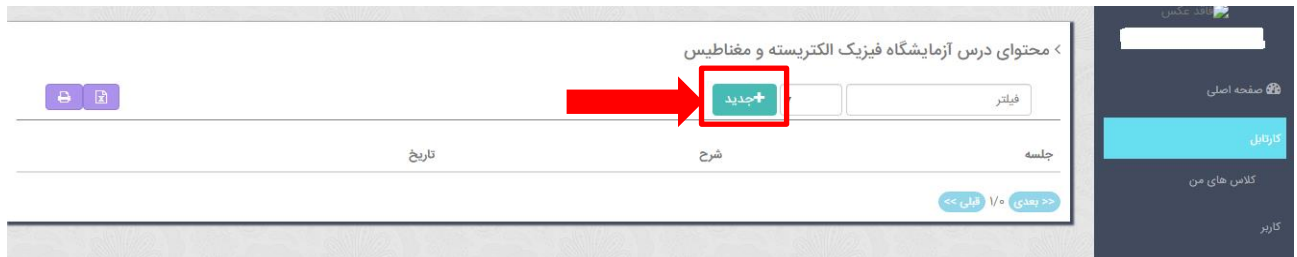 فاقد عکس
صفحه اصلی
کارتابل
کلاس های من
کاربر
› محتوای درس آزمایشگاه فیزیک الکتریسته و مغناطیس
فیلتر
+جدید
جلسه شرح تاریخ
<< بعدی ۱/۰ قبلی >>